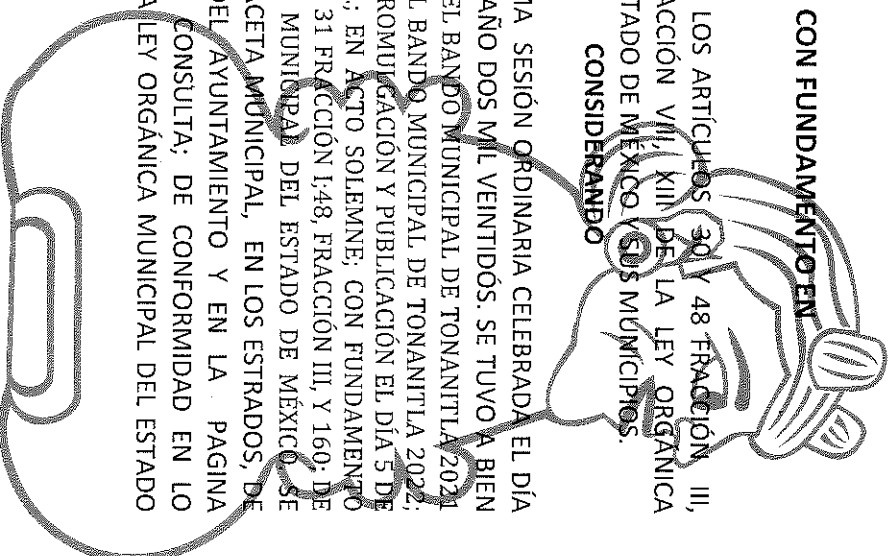 CON FUNDAMENTO EN
LOS ARTÍCULOS 30 Y 48 FRACCIÓN III,
ACCIÓN VIII, XIII DE LA LEY ORGÁNICA
TADO DE MÉXICO Y SUS MUNICIPIOS.
CONSIDERANDO
MA SESIÓN ORDINARIA CELEBRADA EL DÍA
AÑO DOS MIL VEINTIDÓS. SE TUVO A BIEN
EL BANDO MUNICIPAL DE TONANITLA 2021
L BANDO MUNICIPAL DE TONANITLA 2022;
ROMULGACIÓN Y PUBLICACIÓN EL DÍA 5 DE
; EN ACTO SOLEMNE; CON FUNDAMENTO
31 FRACCIÓN I;48, FRACCIÓN III, Y 160; DE
MUNICIPAL DEL ESTADO DE MÉXICO. SE
ACETA MUNICIPAL, EN LOS ESTRADOS, DE
DEL AYUNTAMIENTO Y EN LA PAGINA
CONSULTA; DE CONFORMIDAD EN LO
A LEY ORGÁNICA MUNICIPAL DEL ESTADO